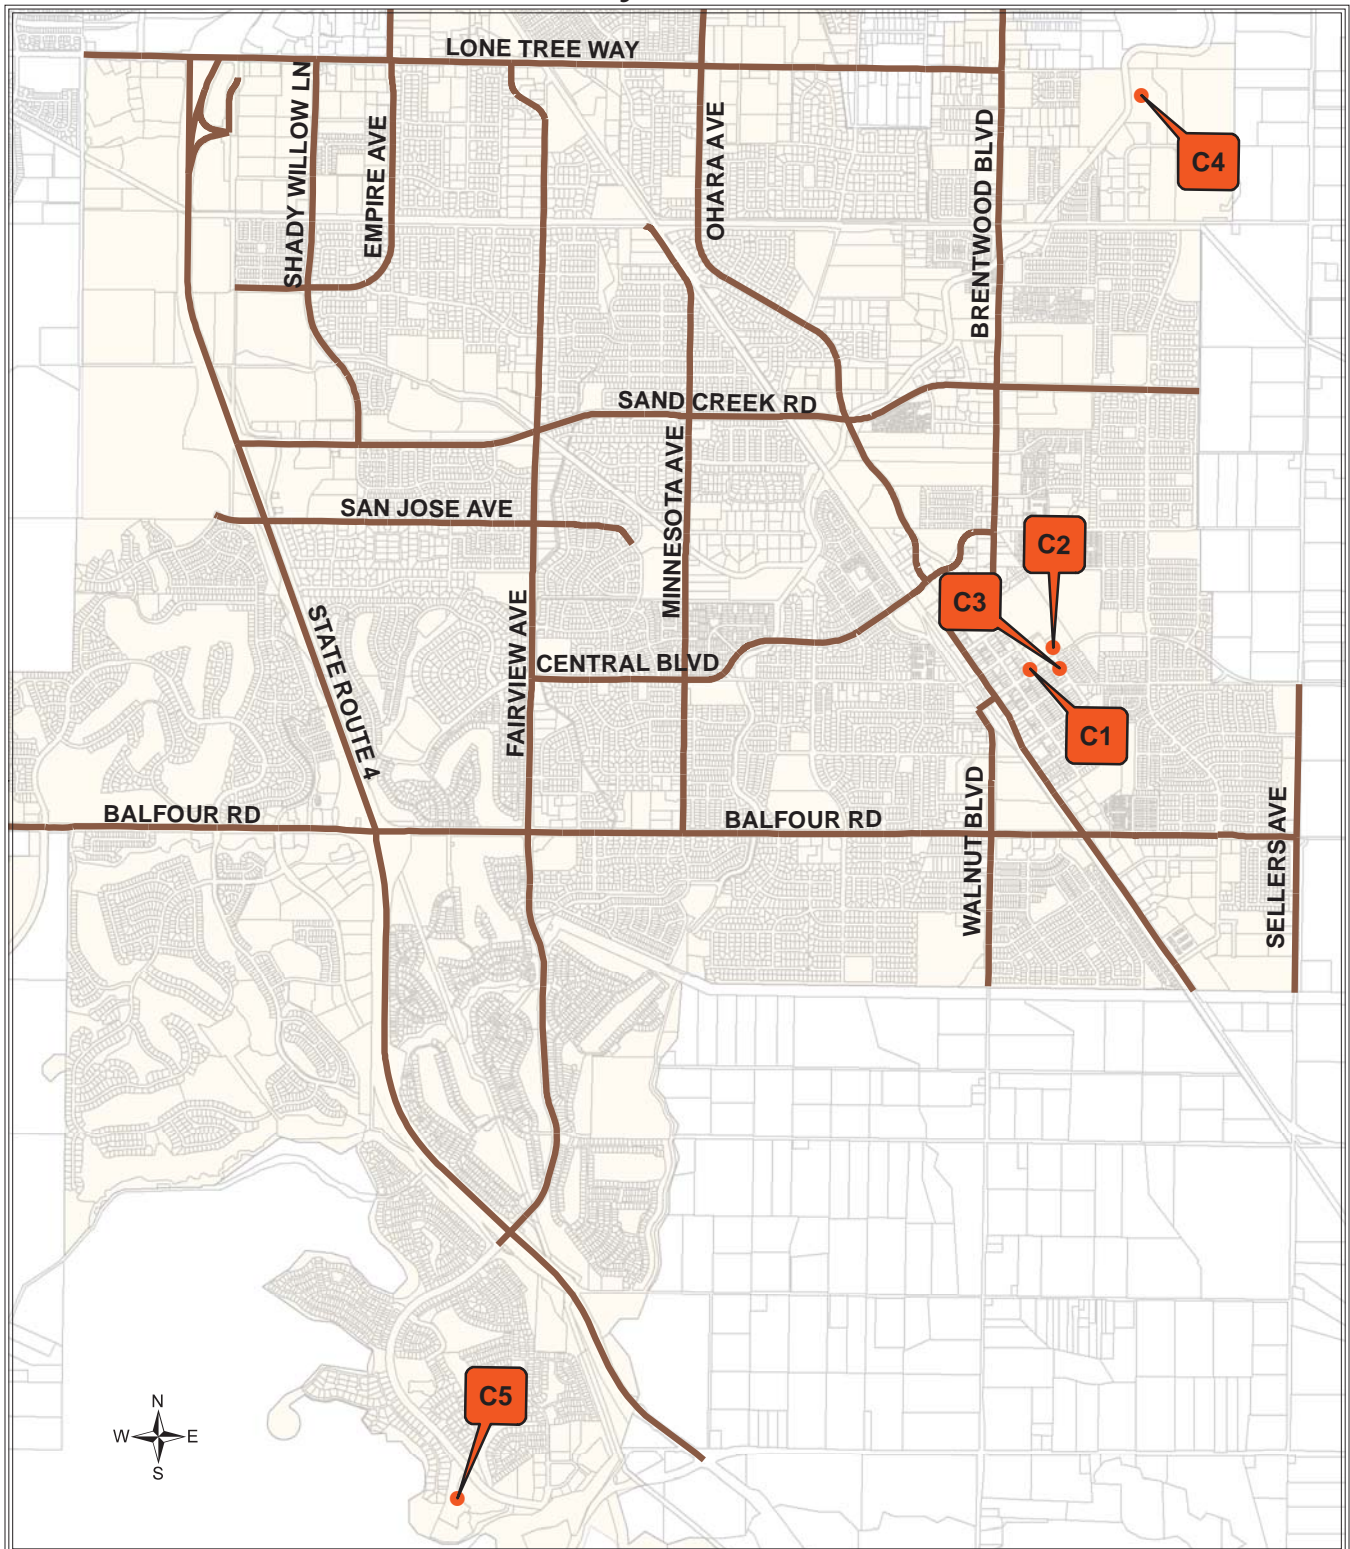 LONE TREE WAY
SHADY WILLOW LN
EMPIRE AVE
OHARA AVE
BRENTWOOD BLVD
C4
SAND CREEK RD
SAN JOSE AVE
MINNESOTA AVE
C2
C3
STATE ROUTE 4
FAIRVIEW AVE
CENTRAL BLVD
C1
BALFOUR RD
BALFOUR RD
WALNUT BLVD
SELLERS AVE
C5
N
W E
S